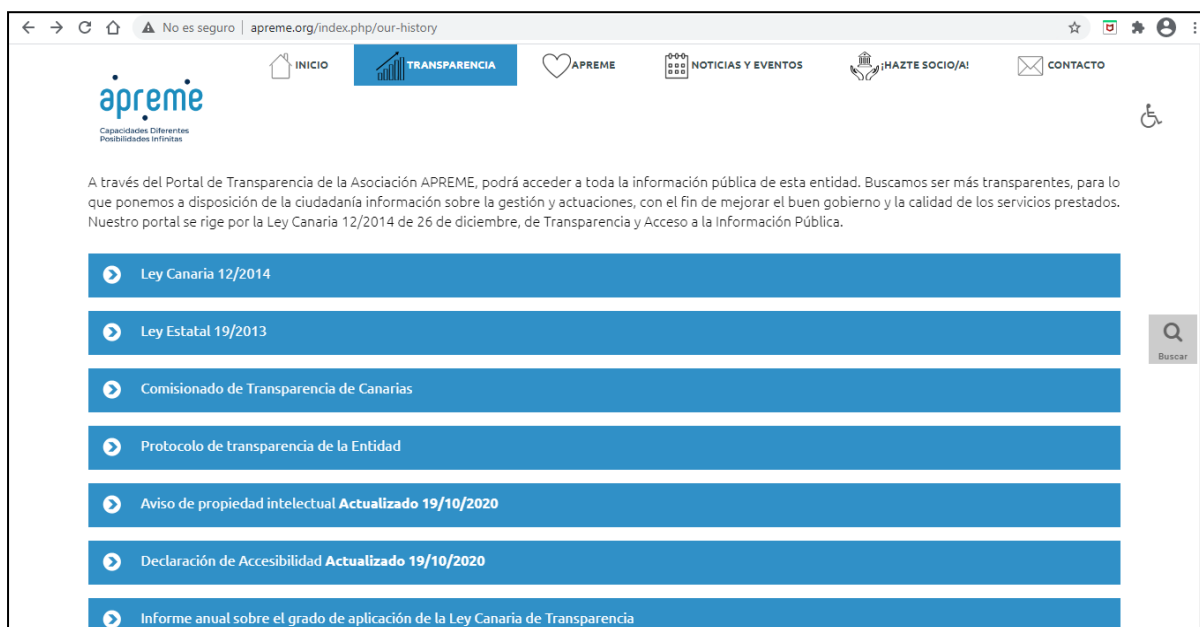 No es seguro | apreme.org/index.php/our-history
INICIO
TRANSPARENCIA
APREME
NOTICIAS Y EVENTOS
¡HAZTE SOCIO/A!
CONTACTO
apreme
Capacidades Diferentes
Posibilidades Infinitas
A través del Portal de Transparencia de la Asociación APREME, podrá acceder a toda la información pública de esta entidad. Buscamos ser más transparentes, para lo
que ponemos a disposición de la ciudadanía información sobre la gestión y actuaciones, con el fin de mejorar el buen gobierno y la calidad de los servicios prestados.
Nuestro portal se rige por la Ley Canaria 12/2014 de 26 de diciembre, de Transparencia y Acceso a la Información Pública.
Ley Canaria 12/2014
Ley Estatal 19/2013
Buscar
Comisionado de Transparencia de Canarias
Protocolo de transparencia de la Entidad
Aviso de propiedad intelectual Actualizado 19/10/2020
Declaración de Accesibilidad Actualizado 19/10/2020
Informe anual sobre el grado de aplicación de la Ley Canaria de Transparencia